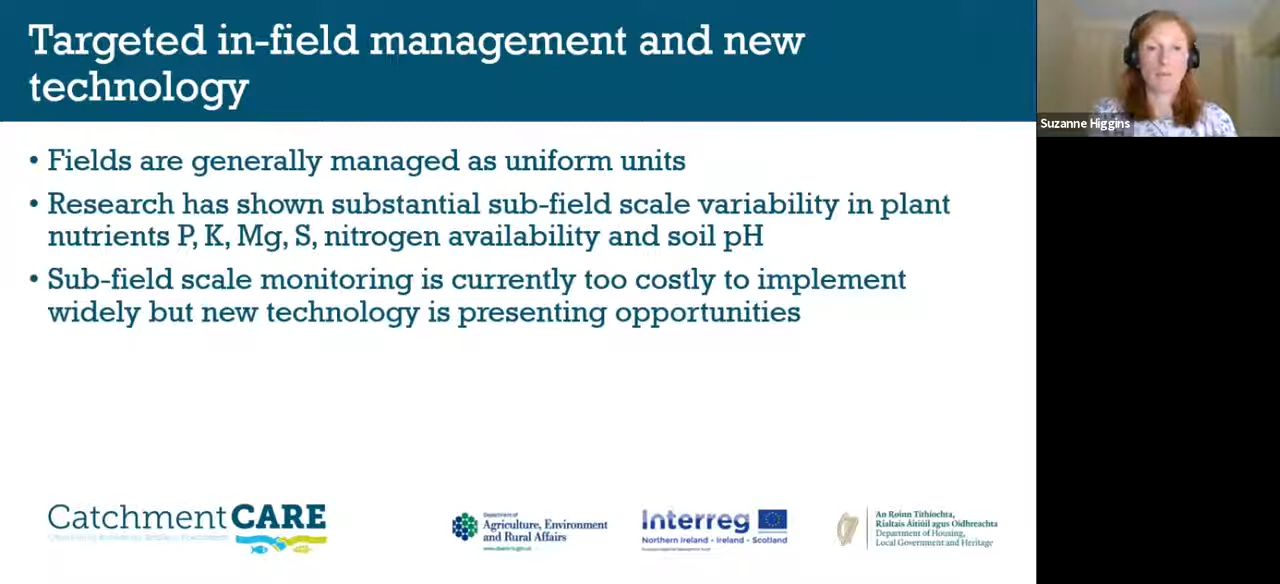 Targeted in-field management and new
technology
Suzanne Higgins
• Fields are generally managed as uniform units
• Research has shown substantial sub-field scale variability in plant
nutrients P, K, Mg, S, nitrogen availability and soil pH
• Sub-field scale monitoring is currently too costly to implement
widely but new technology is presenting opportunities
CatchmentCARE
Department of
Agriculture, Environment
and Rural Affairs
Interreg
Northern Ireland - Ireland - Scotland
European Regional Development Fund
An Roinn Tithíochta,
Rialtais Áitiúil agus Oidhreachta
Department of Housing,
Local Government and Heritage